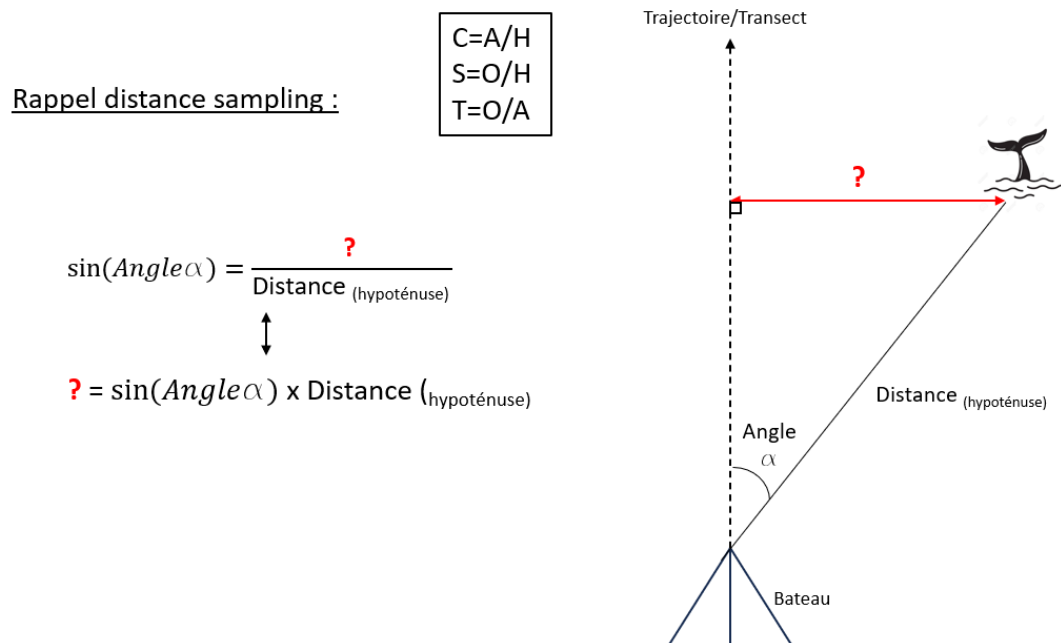 Rappel distance sampling :
C=A/H
S=O/H
T=O/A
sin(Angleα) = ?
Distance (hypoténuse)
? = sin(Angleα) x Distance (hypoténuse)
Trajectoire/Transect
?
Distance (hypoténuse)
Angle
α
Bateau